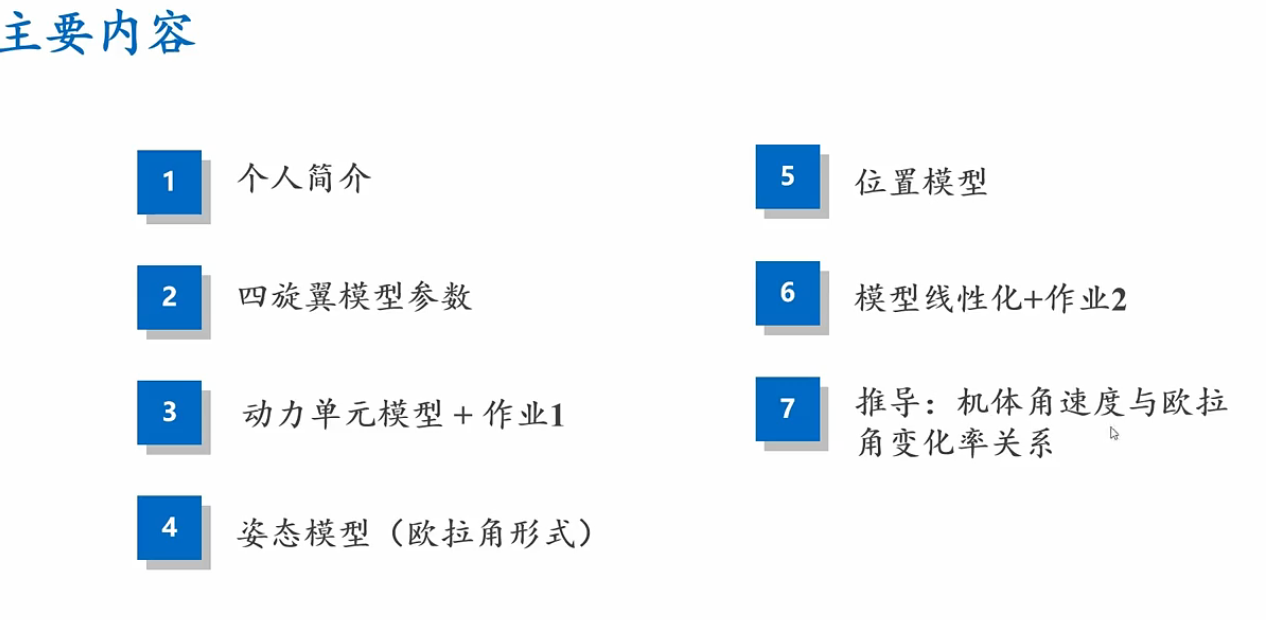 主要内容
1 个人简介
2 四旋翼模型参数
3 动力单元模型 + 作业1
4 姿态模型（欧拉角形式）
5 位置模型
6 模型线性化+作业2
7 推导：机体角速度与欧拉
角变化率关系